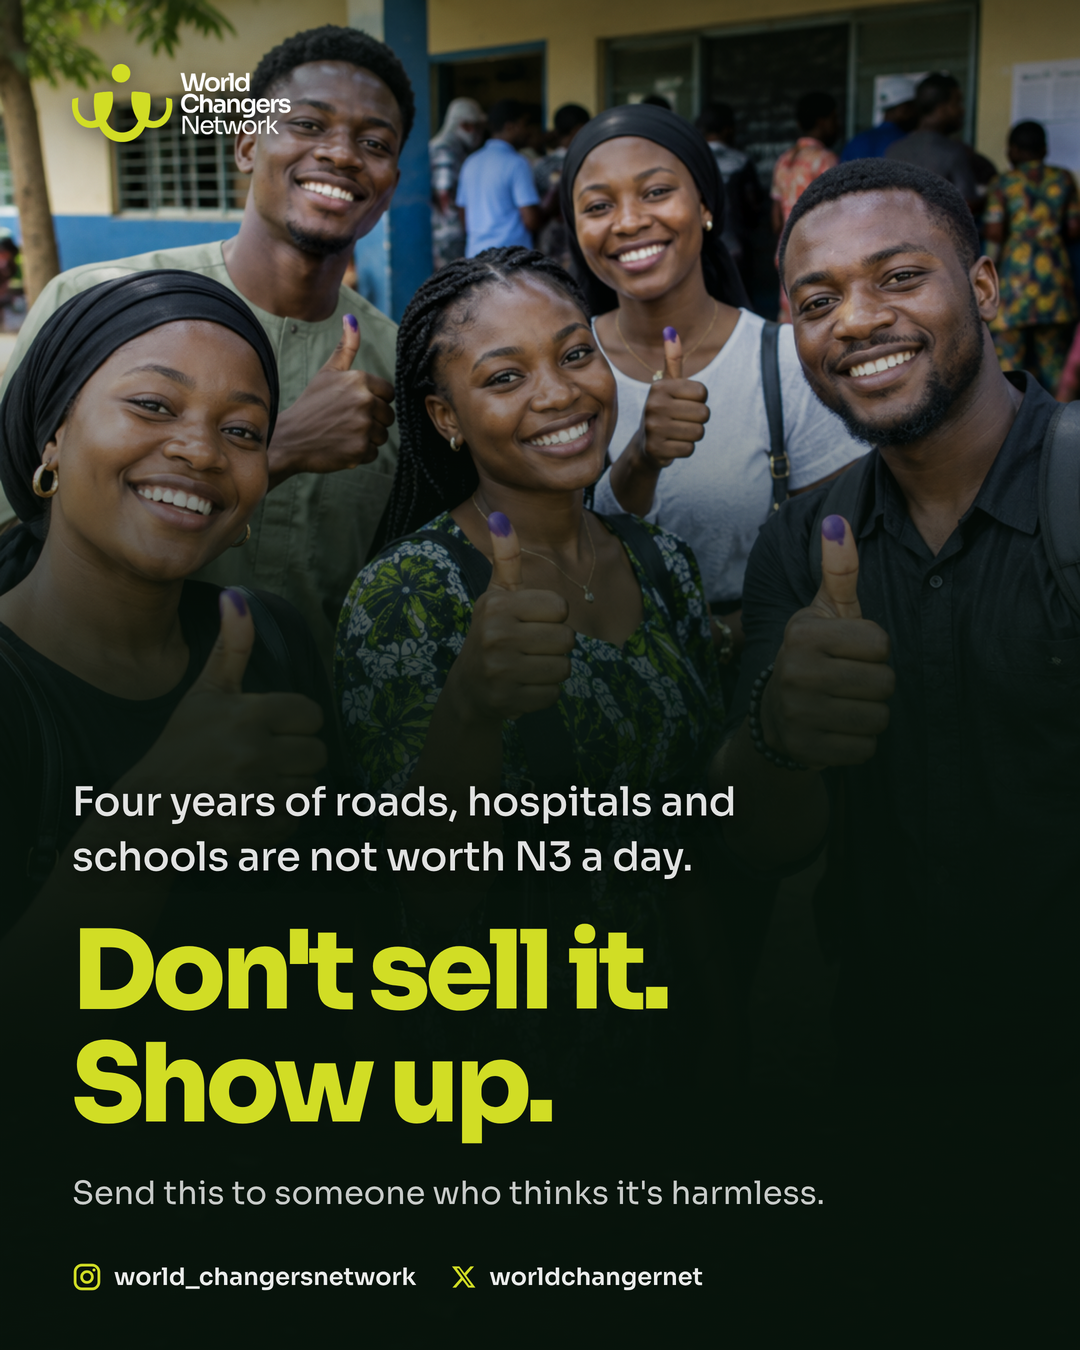 World
Changers
Network
Four years of roads, hospitals and
schools are not worth N3 a day.
Don't sell it.
Show up.
Send this to someone who thinks it's harmless.
world_changersnetwork worldchangernet